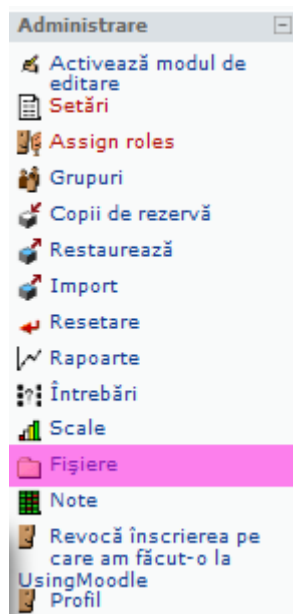 Administrare
Activează modul de
editare
Setări
Assign roles
Grupuri
Copii de rezervă
Restaurează
Import
Resetare
Rapoarte
Întrebări
Scale
Fişiere
Note
Revocă înscrierea pe
care am făcut-o la
UsingMoodle
Profil